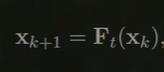 x_{k+1} = F_t(x_k),